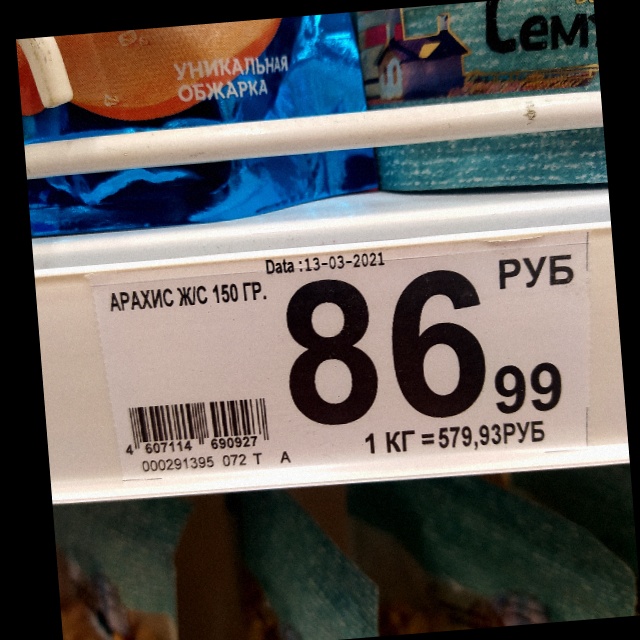 УНИКАЛЬНАЯ
ОБЖАРКА
Data :13-03-2021
АРАХИС Ж/С 150 ГР.
86
РУБ
99
1 КГ =579,93РУБ
4 607114 690927
000291395 072 Т А